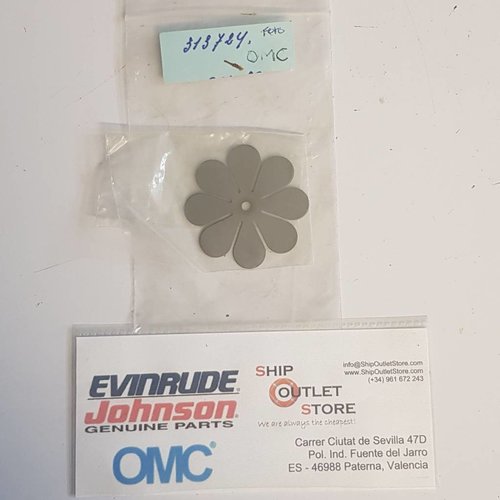 313724. Foto
OMC
EVINRUDE
Johnson
GENUINE PARTS
OMC
SHIP
OUTLET
STORE
We are always the cheapest!
info@ShipOutletStore.com
www.ShipOutletStore.com
(+34) 961 672 243
Carrer Ciutat de Sevilla 47D
Pol. Ind. Fuente del Jarro
ES - 46988 Paterna, Valencia